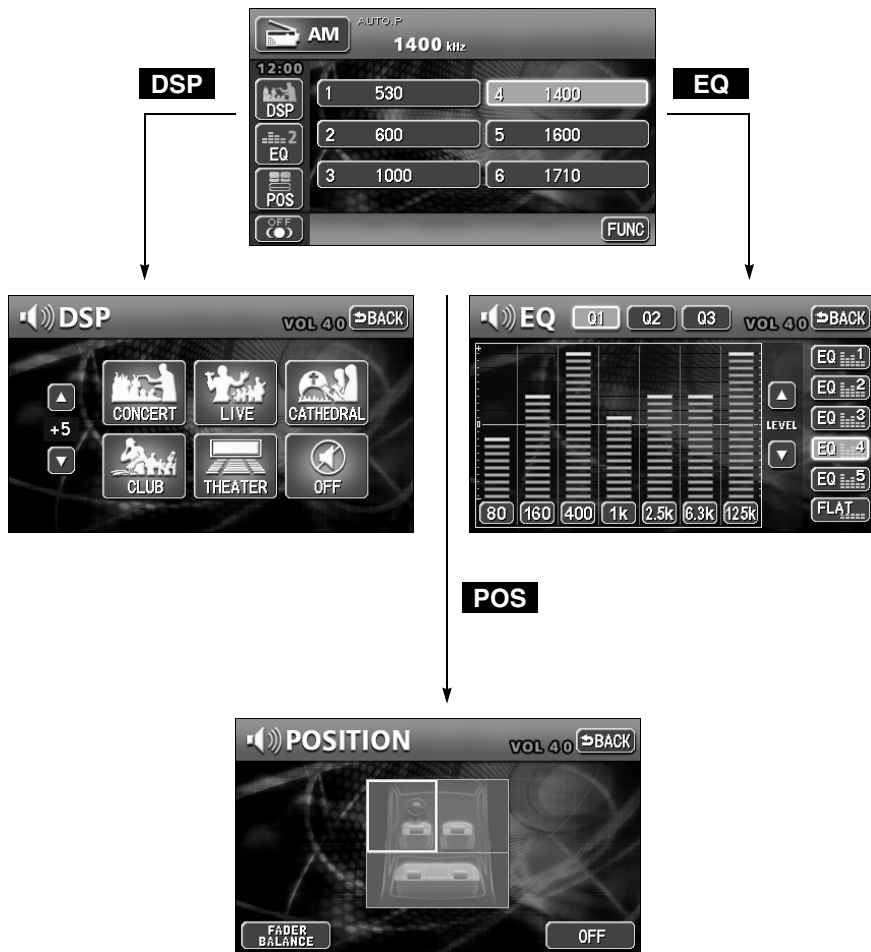 AM
AUTO.P
1400 kHz
12:00
DSP
EQ
DSP
1 530
4 1400
2 EQ
2 600
5 1600
3 1000
6 1710
POS
OFF
FUNC
DSP
VOL 40
BACK
CONCERT
LIVE
CATHEDRAL
+5
CLUB
THEATER
OFF
EQ
Q1
Q2
Q3
VOL 40
BACK
+
0
-
LEVEL
EQ 1
EQ 2
EQ 3
EQ 4
EQ 5
FLAT
80
160
400
1k
2.5k
6.3k
125k
POS
POSITION
VOL 40
BACK
FADER
BALANCE
OFF